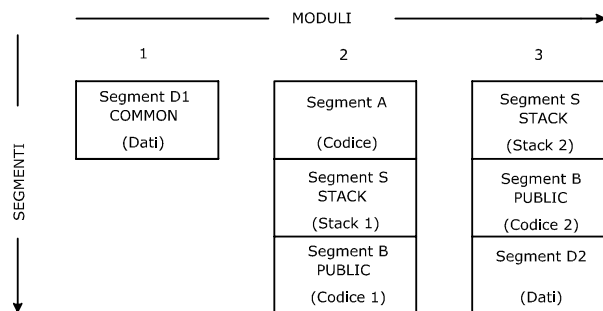 MODULI
1
2
3
SEGMENTI
Segment D1
COMMON
(Dati)
Segment A
(Codice)
Segment S
STACK
(Stack 1)
Segment B
PUBLIC
(Codice 1)
Segment S
STACK
(Stack 2)
Segment B
PUBLIC
(Codice 2)
Segment D2
(Dati)